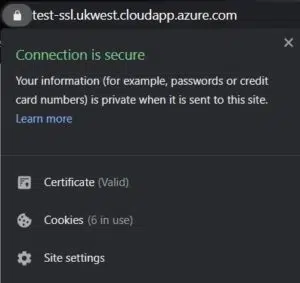 test-ssl.ukwest.cloudapp.azure.com
Connection is secure
Your information (for example, passwords or credit
card numbers) is private when it is sent to this site.
Learn more
Certificate (Valid)
Cookies (6 in use)
Site settings